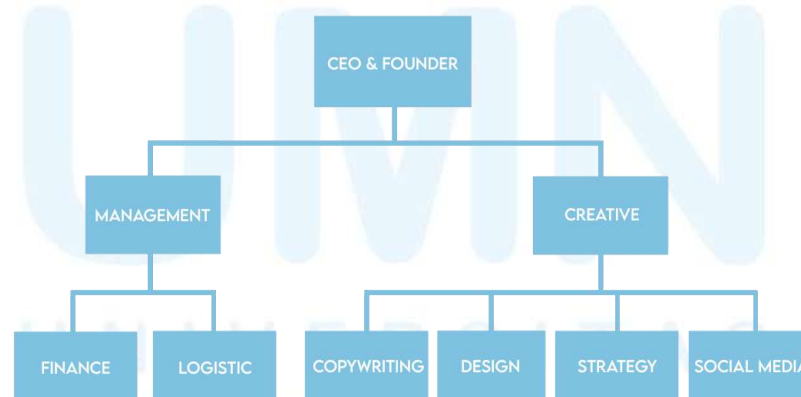 UMN
CEO & FOUNDER
MANAGEMENT
CREATIVE
FINANCE
LOGISTIC
COPYWRITING
DESIGN
STRATEGY
SOCIAL MEDIA